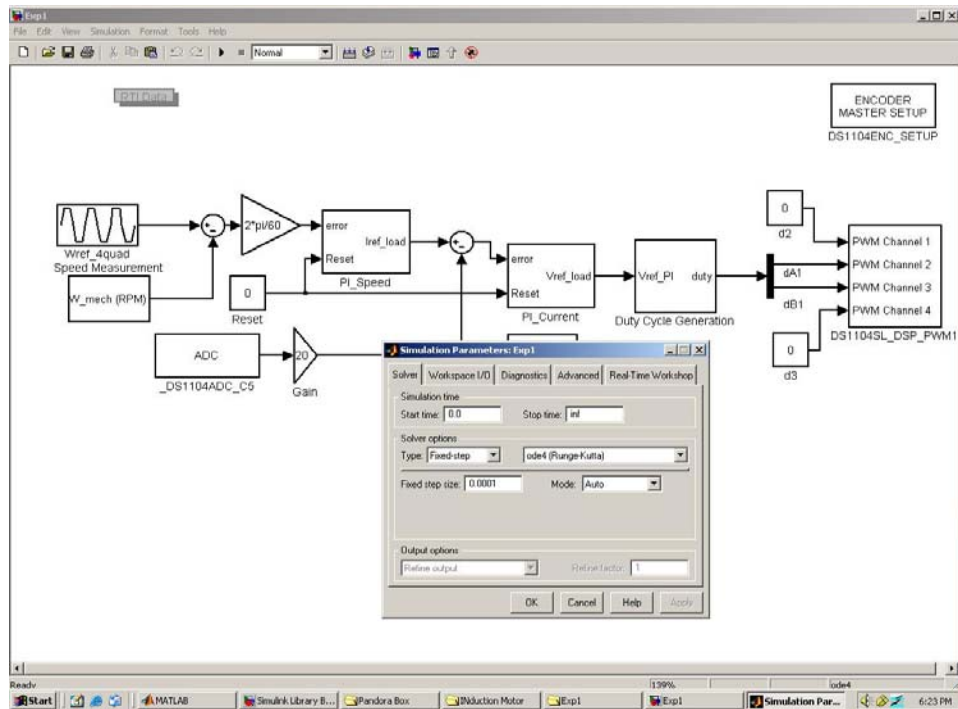 Exp1
File Edit View Simulation Format Tools Help
Normal
RTI Data
ENCODER
MASTER SETUP
DS1104ENC_SETUP
Wref_4quad
Speed Measurement
W_mech (RPM)
2*pi/60
error
Reset
Iref_load
PI_Speed
0
Reset
error
Reset
Vref_load
PI_Current
Vref_PI duty
Duty Cycle Generation
dA1
dB1
0
d2
0
d3
PWM Channel 1
PWM Channel 2
PWM Channel 3
PWM Channel 4
DS1104SL_DSP_PWM1
ADC
_DS1104ADC_C5
20
Gain
Simulation Parameters: Exp1
Solver Workspace I/O Diagnostics Advanced Real-Time Workshop
Simulation time
Start time: 0.0 Stop time: inf
Solver options
Type: Fixed-step ode4 (Runge-Kutta)
Fixed step size: 0.0001 Mode: Auto
Output options
Refine output Refine factor: 1
OK Cancel Help Apply
Ready 139% ode4
Start MATLAB Simulink Library B... Pandora Box INduction Motor Exp1 Exp1 Simulation Par... 6:23 PM